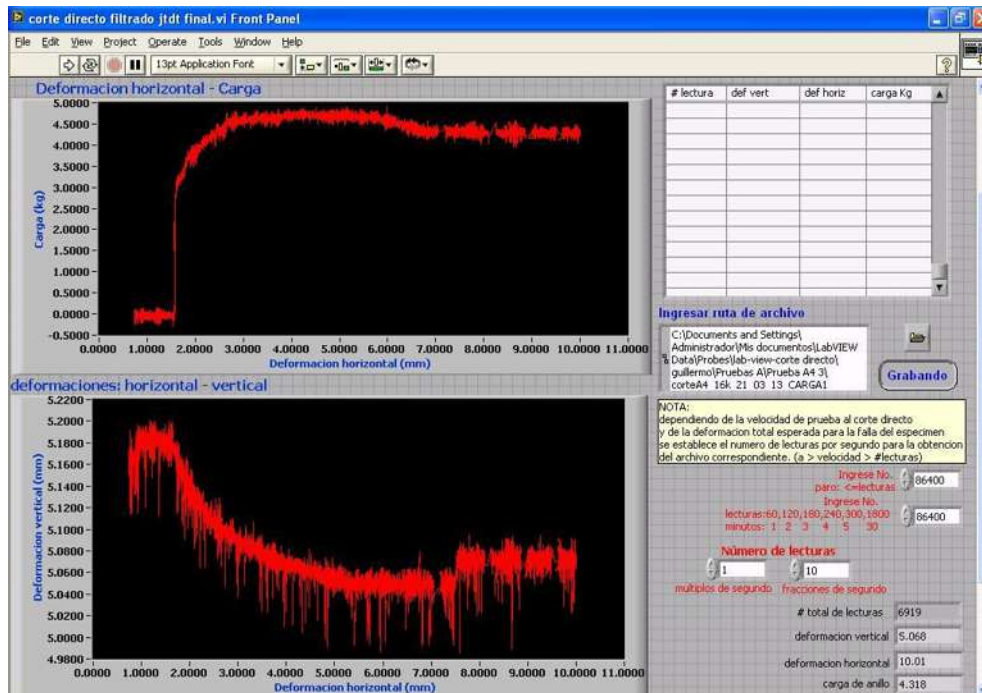 corte directo filtrado jtdt final.vi Front Panel
File Edit View Project Operate Tools Window Help
13pt Application Font
Deformacion horizontal - Carga
5.0000
4.5000
4.0000
3.5000
3.0000
2.5000
2.0000
1.5000
1.0000
0.5000
0.0000
-0.5000
Carga (kg)
0.0000 1.0000 2.0000 3.0000 4.0000 5.0000 6.0000 7.0000 8.0000 9.0000 10.0000 11.0000
Deformacion horizontal (mm)
deformaciones: horizontal - vertical
5.2200
5.2000
5.1800
5.1600
5.1400
5.1200
5.1000
5.0800
5.0600
5.0400
5.0200
5.0000
4.9800
Deformacion vertical (mm)
0.0000 1.0000 2.0000 3.0000 4.0000 5.0000 6.0000 7.0000 8.0000 9.0000 10.0000 11.0000
Deformacion horizontal (mm)
# lectura def vert def horiz carga Kg
Ingresar ruta de archivo
C:\Documents and Settings\
Administrador\Mis documentos\LabVIEW
Data\Probes\lab-view-corte directo\
guillermo\Pruebas A\Prueba A4 3\
corteA4_16k_21_03_13_CARGA1
Grabando
NOTA:
dependiendo de la velocidad de prueba al corte directo
y de la deformacion total esperada para la falla del especimen
se establece el numero de lecturas por segundo para la obtencion
del archivo correspondiente. (a > velocidad > #lecturas)
Ingrese No.
paro: <=lecturas 86400
Ingrese No.
lecturas:60,120,180,240,300,1800 86400
minutos: 1 2 3 4 5 30
Número de lecturas
1 10
multiplos de segundo fracciones de segundo
# total de lecturas 6919
deformacion vertical 5.068
deformacion horizontal 10.01
carga de anillo 4.318